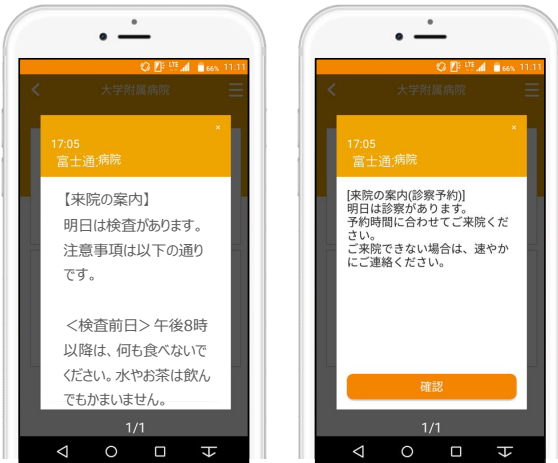 LTE 66% 11:11
大学附属病院
×
17:05
富士通病院
【来院の案内】
明日は検査があります。
注意事項は以下の通り
です。
＜検査前日＞午後8時
以降は、何も食べないで
ください。水やお茶は飲ん
でもかまいません。
1/1
LTE 66% 11:11
大学附属病院
×
17:05
富士通病院
[来院の案内(診察予約)]
明日は診察があります。
予約時間に合わせてご来院くだ
さい。
ご来院できない場合は、速やか
にご連絡ください。
確認
1/1